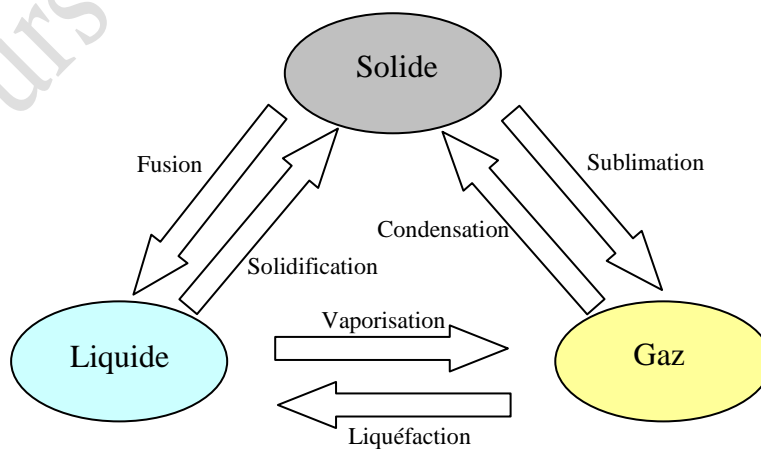 Solide
Fusion
Sublimation
Condensation
Solidification
Vaporisation
Liquide
Gaz
Liquéfaction